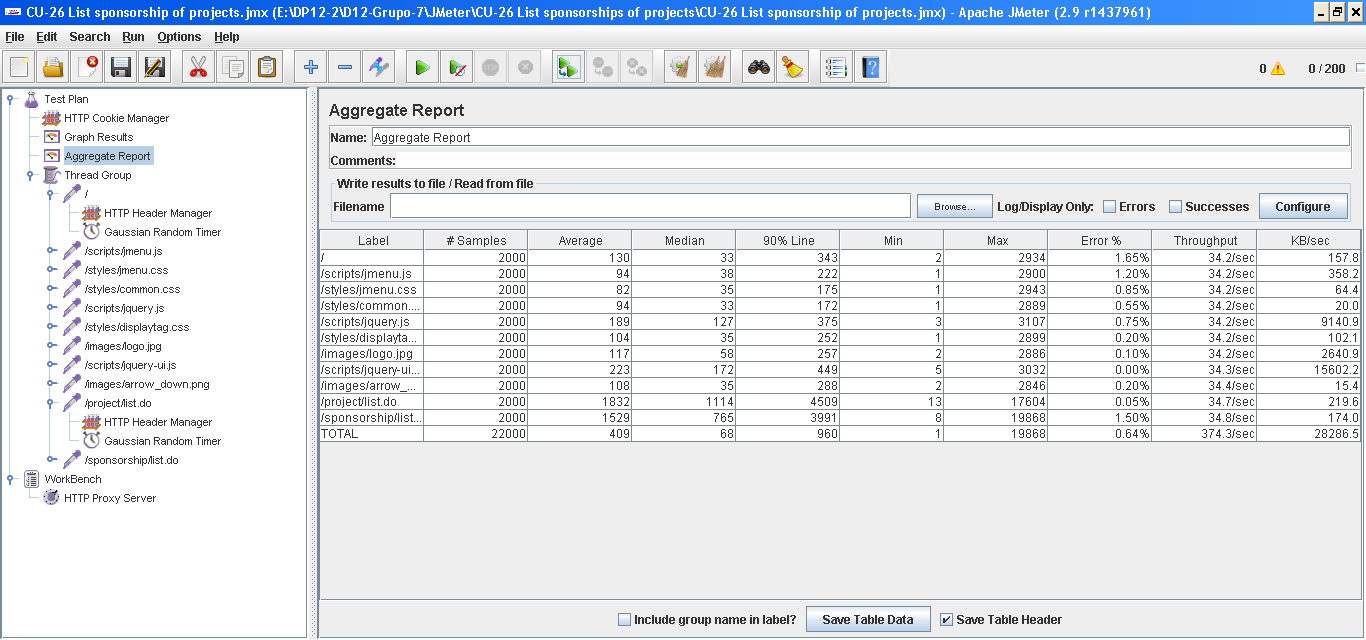 CU-26 List sponsorship of projects.jmx (E:\DP12-2\D12-Grupo-7\JMeter\CU-26 List sponsorships of projects\CU-26 List sponsorship of projects.jmx) - Apache JMeter (2.9 r1437961)
File Edit Search Run Options Help
0 0 / 200
Test Plan
HTTP Cookie Manager
Graph Results
Aggregate Report
Thread Group
/
HTTP Header Manager
Gaussian Random Timer
/scripts/jmenu.js
/styles/jmenu.css
/styles/common.css
/scripts/jquery.js
/styles/displaytag.css
/images/logo.jpg
/scripts/jquery-ui.js
/images/arrow_down.png
/project/list.do
HTTP Header Manager
Gaussian Random Timer
/sponsorship/list.do
WorkBench
HTTP Proxy Server
Aggregate Report
Name: Aggregate Report
Comments:
Write results to file / Read from file
Filename Browse... Log/Display Only: Errors Successes Configure
Label # Samples Average Median 90% Line Min Max Error % Throughput KB/sec
/ 2000 130 33 343 2 2934 1.65% 34.2/sec 157.8
/scripts/jmenu.js 2000 94 38 222 1 2900 1.20% 34.2/sec 358.2
/styles/jmenu.css 2000 82 35 175 1 2943 0.85% 34.2/sec 64.4
/styles/common.... 2000 94 33 172 1 2889 0.55% 34.2/sec 20.0
/scripts/jquery.js 2000 189 127 375 3 3107 0.75% 34.2/sec 9140.9
/styles/displayta... 2000 104 35 252 1 2899 0.20% 34.2/sec 102.1
/images/logo.jpg 2000 117 58 257 2 2886 0.10% 34.2/sec 2640.9
/scripts/jquery-ui... 2000 223 172 449 5 3032 0.00% 34.3/sec 15602.2
/images/arrow_... 2000 108 35 288 2 2846 0.20% 34.4/sec 15.4
/project/list.do 2000 1832 1114 4509 13 17604 0.05% 34.7/sec 219.6
/sponsorship/list... 2000 1529 765 3991 8 19868 1.50% 34.8/sec 174.0
TOTAL 22000 409 68 960 1 19868 0.64% 374.3/sec 28286.5
Include group name in label? Save Table Data Save Table Header